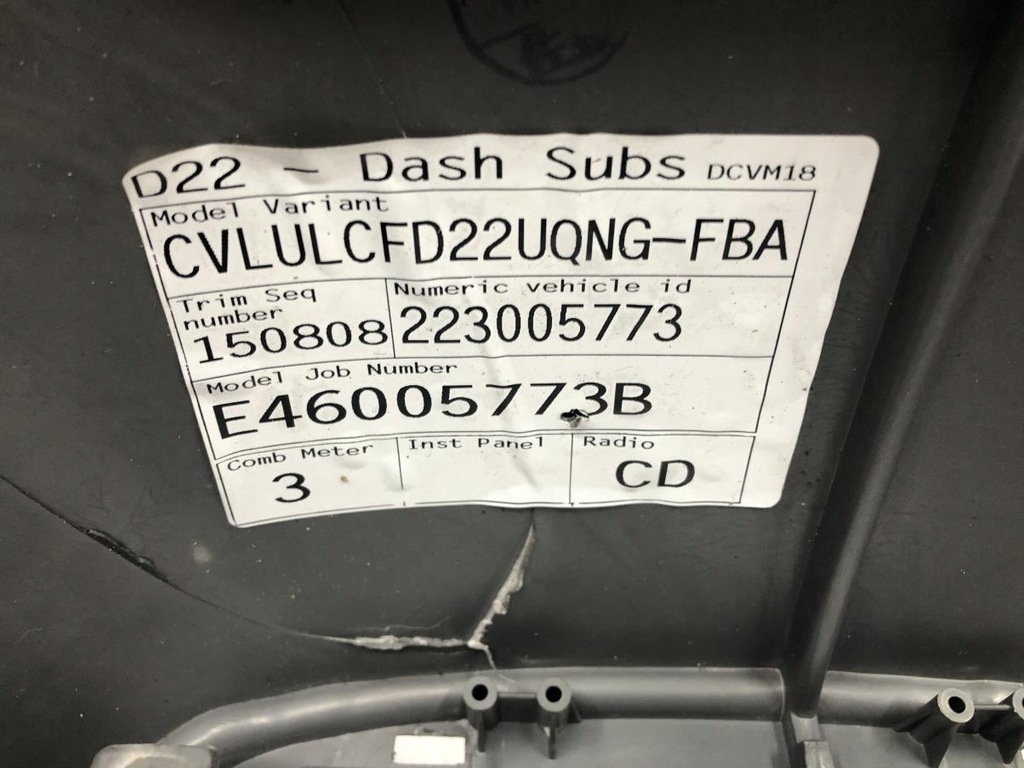 D22 - Dash Subs DCVM18
Model Variant
CVLULCFD22UQNG-FBA
Trim Seq
number
150808
Numeric vehicle id
223005773
Model Job Number
E46005773B
Comb Meter
3
Inst Panel
Radio
CD